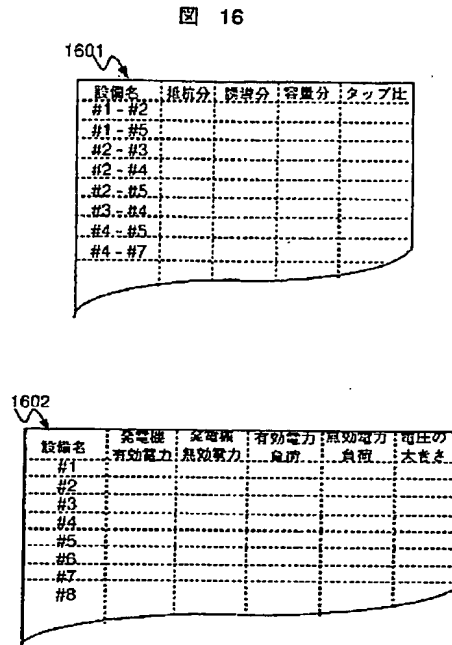 図 16
1601
設備名 抵抗分 誘導分 容量分 タップ比
#1 - #2
#1 - #5
#2 - #3
#2 - #4
#2 - #5
#3 - #4
#4 - #5
#4 - #7
1602
設備名 発電機有効電力 発電機無効電力 有効電力負荷 無効電力負荷 電圧の大きさ
#1
#2
#3
#4
#5
#6
#7
#8